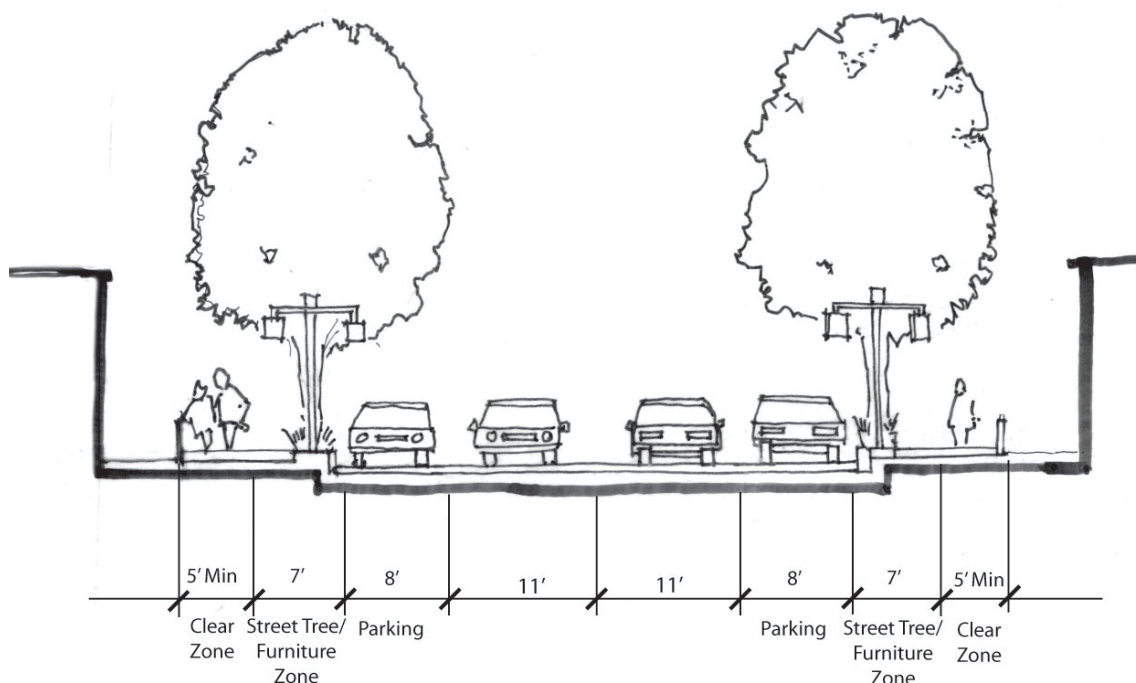 5' Min 7' 8' 11' 11' 8' 7' 5' Min
Clear
Zone
Street Tree/
Furniture
Zone
Parking
Parking
Street Tree/
Furniture
Zone
Clear
Zone